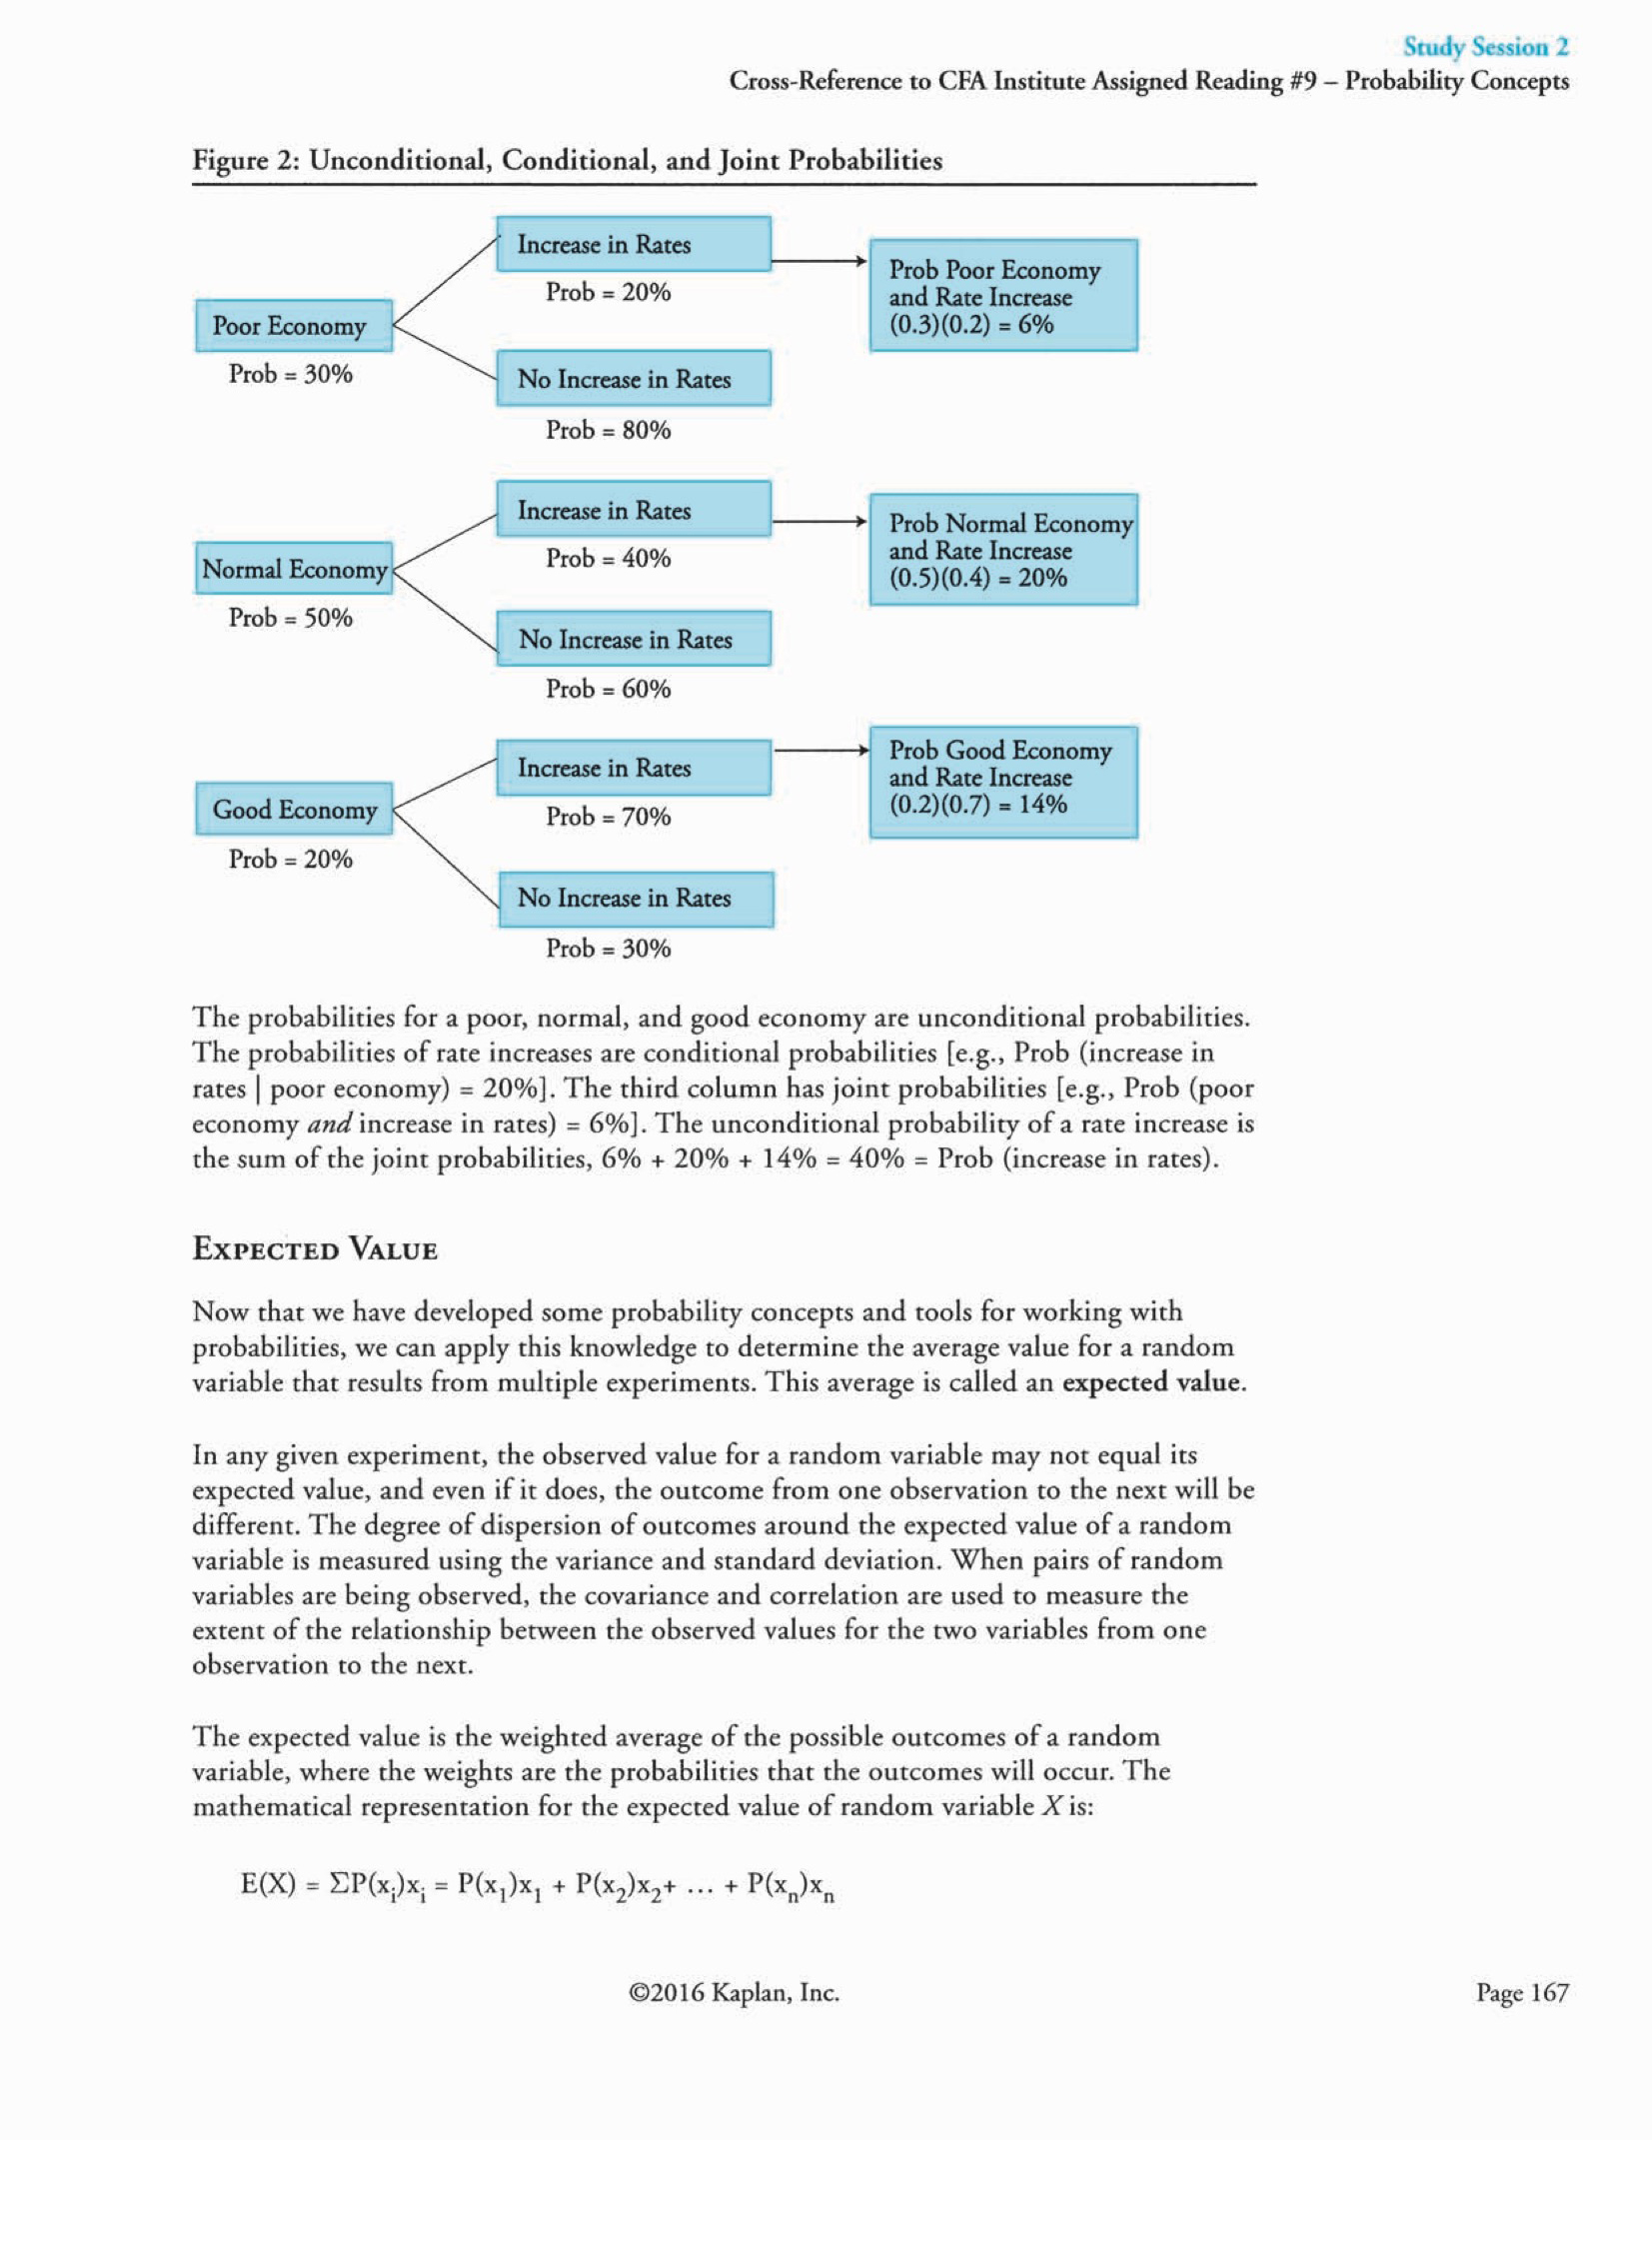 Study Session 2
Cross-Reference to CFA Institute Assigned Reading #9 – Probability Concepts
Figure 2: Unconditional, Conditional, and Joint Probabilities
Increase in Rates
Prob = 20%
Prob Poor Economy
and Rate Increase
(0.3)(0.2) = 6%
Poor Economy
Prob = 30%
No Increase in Rates
Prob = 80%
Increase in Rates
Prob = 40%
Prob Normal Economy
and Rate Increase
(0.5)(0.4) = 20%
Normal Economy
Prob = 50%
No Increase in Rates
Prob = 60%
Increase in Rates
Prob = 70%
Prob Good Economy
and Rate Increase
(0.2)(0.7) = 14%
Good Economy
Prob = 20%
No Increase in Rates
Prob = 30%
The probabilities for a poor, normal, and good economy are unconditional probabilities.
The probabilities of rate increases are conditional probabilities [e.g., Prob (increase in
rates | poor economy) = 20%]. The third column has joint probabilities [e.g., Prob (poor
economy and increase in rates) = 6%]. The unconditional probability of a rate increase is
the sum of the joint probabilities, 6% + 20% + 14% = 40% = Prob (increase in rates).
EXPECTED VALUE
Now that we have developed some probability concepts and tools for working with
probabilities, we can apply this knowledge to determine the average value for a random
variable that results from multiple experiments. This average is called an expected value.
In any given experiment, the observed value for a random variable may not equal its
expected value, and even if it does, the outcome from one observation to the next will be
different. The degree of dispersion of outcomes around the expected value of a random
variable is measured using the variance and standard deviation. When pairs of random
variables are being observed, the covariance and correlation are used to measure the
extent of the relationship between the observed values for the two variables from one
observation to the next.
The expected value is the weighted average of the possible outcomes of a random
variable, where the weights are the probabilities that the outcomes will occur. The
mathematical representation for the expected value of random variable X is:
E(X) = ΣP(xᵢ)xᵢ = P(x₁)x₁ + P(x₂)x₂+ ... + P(xₙ)xₙ
©2016 Kaplan, Inc.
Page 167